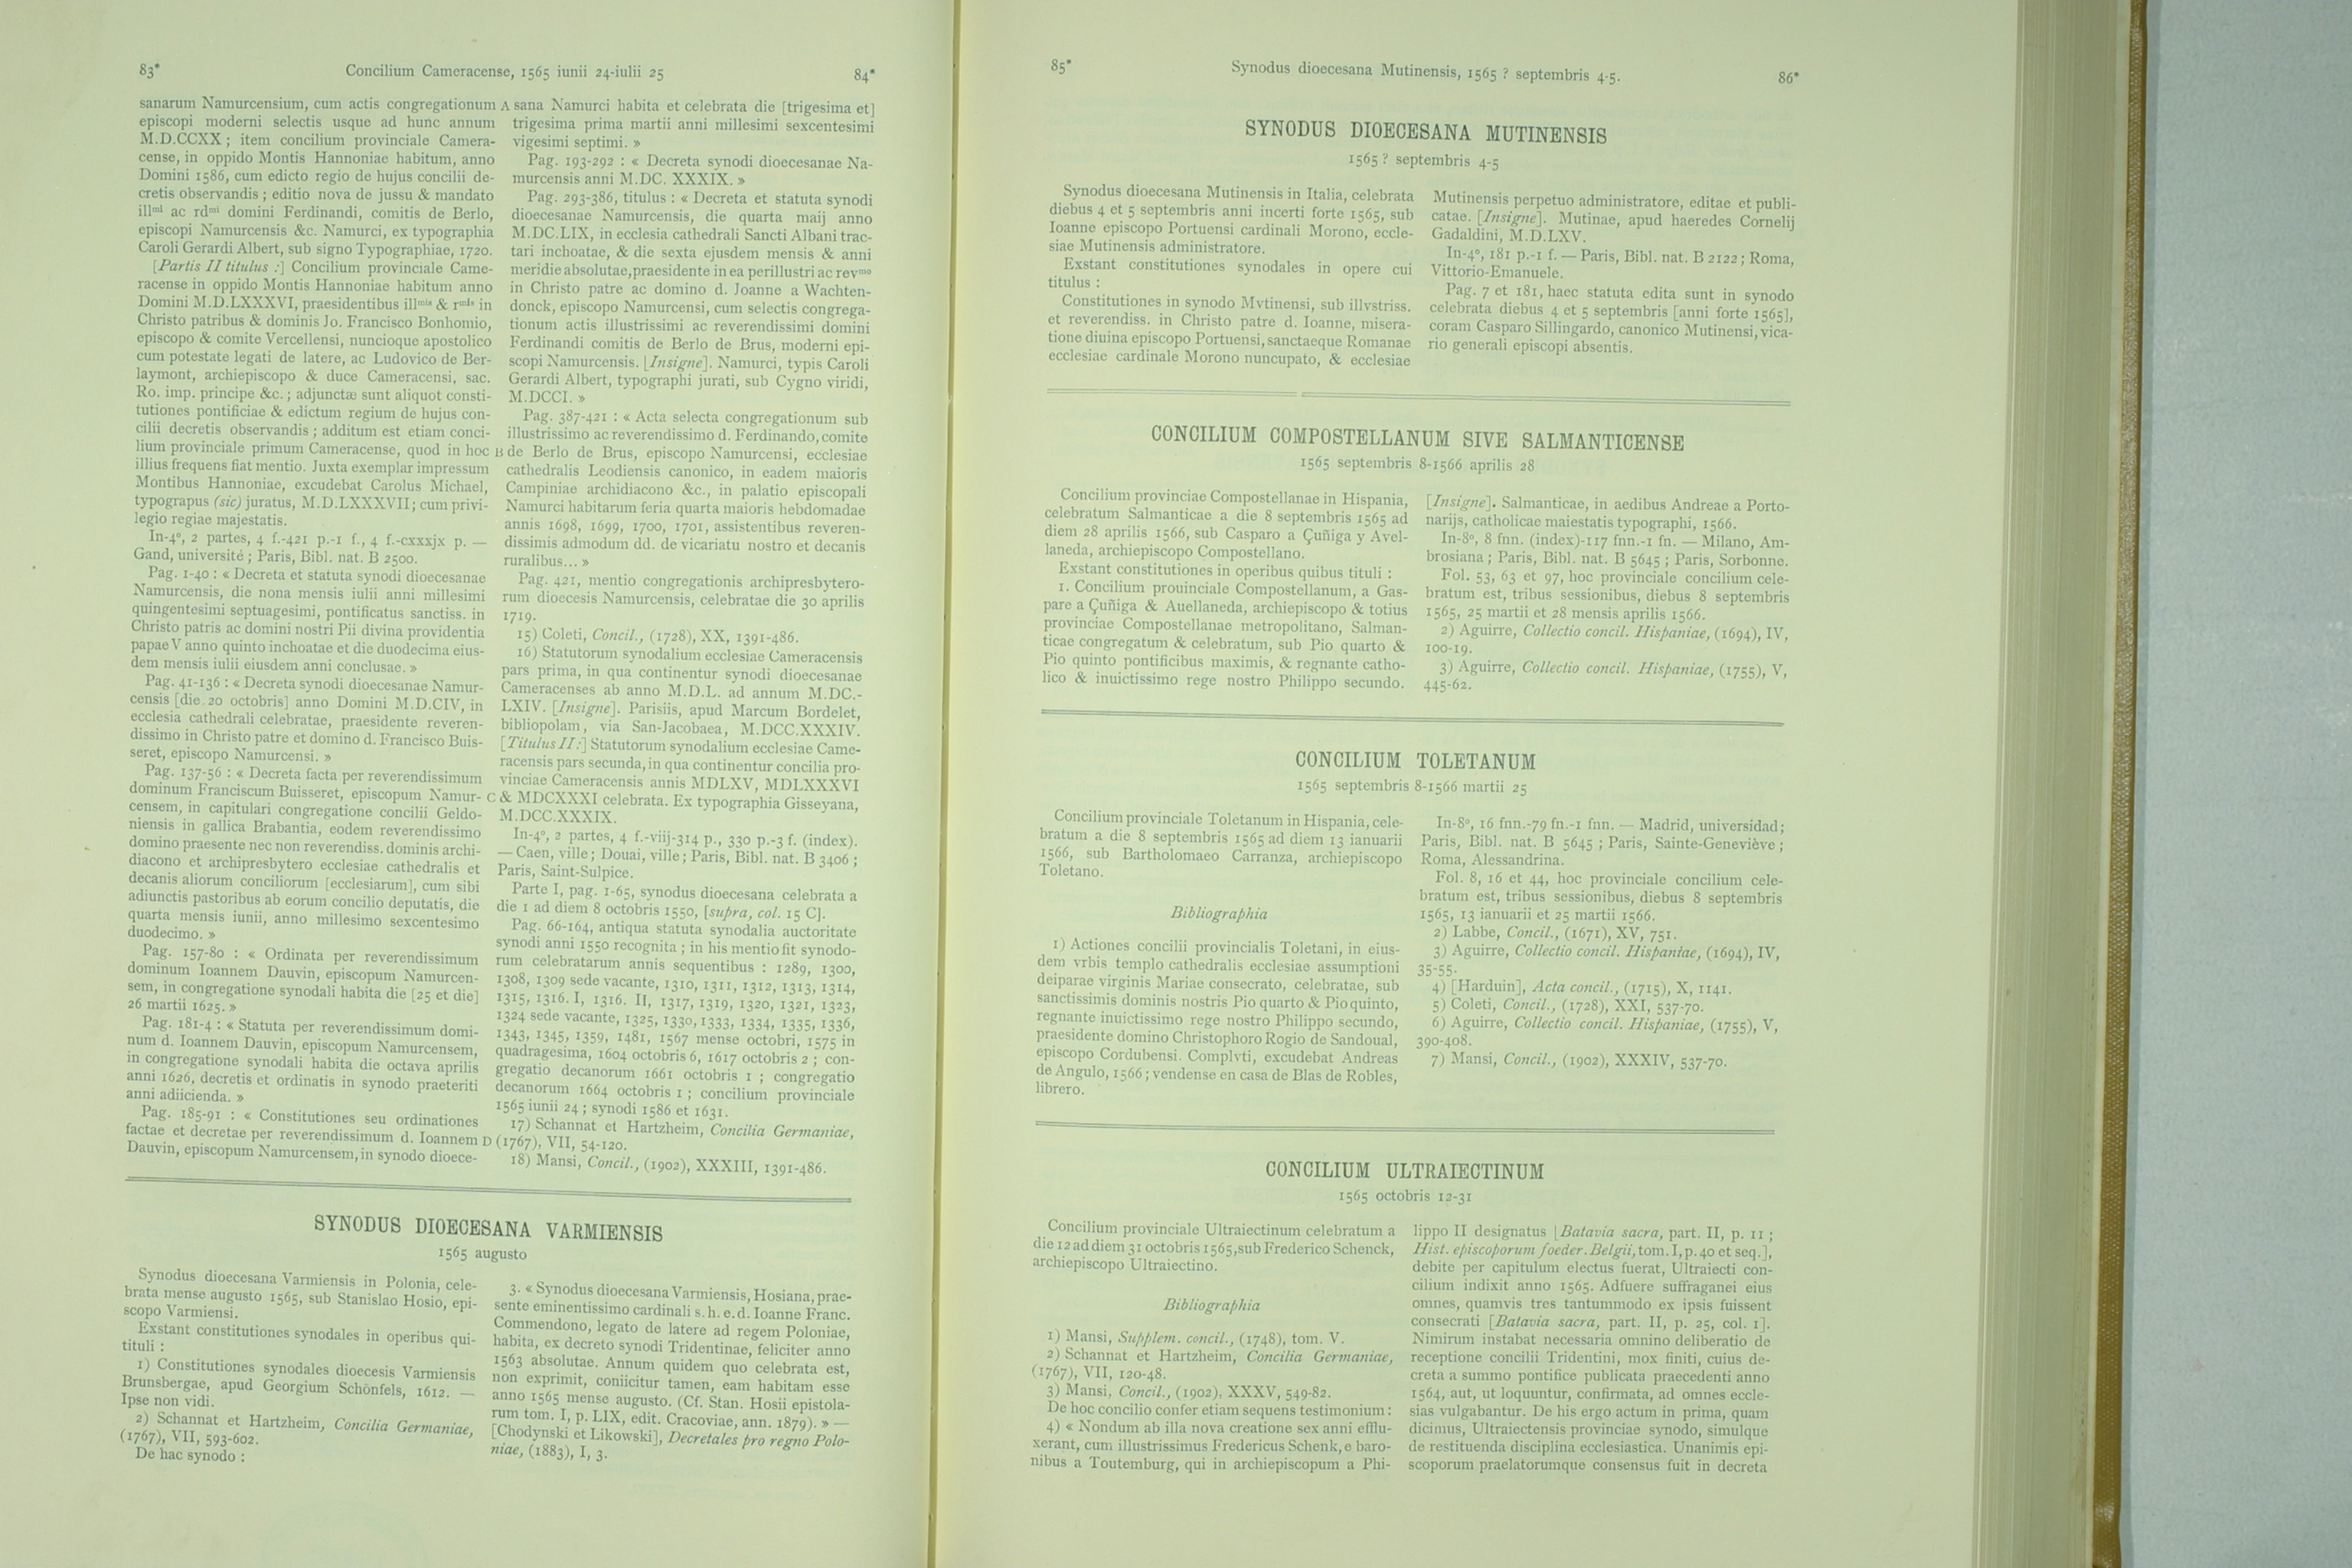 83* Concilium Cameracense, 1565 iunii 24-iulii 25 84*
sanarum Namurcensium, cum actis congregationum
episcopi moderni selectis usque ad hunc annum
M.D.CCXX ; item concilium provinciale Camera-
cense, in oppido Montis Hannoniae habitum, anno
Domini 1586, cum edicto regio de hujus concilii de-
cretis observandis ; editio nova de jussu & mandato
illmi ac rdmi domini Ferdinandi, comitis de Berlo,
episcopi Namurcensis &c. Namurci, ex typographia
Caroli Gerardi Albert, sub signo Typographiae, 1720.
[Partis II titulus :] Concilium provinciale Came-
racense in oppido Montis Hannoniae habitum anno
Domini M.D.LXXXVI, praesidentibus illmis & rmis in
Christo patribus & dominis Jo. Francisco Bonhomio,
episcopo & comite Vercellensi, nuncioque apostolico
cum potestate legati de latere, ac Ludovico de Ber-
laymont, archiepiscopo & duce Cameracensi, sac.
Ro. imp. principe &c. ; adjunctæ sunt aliquot consti-
tutiones pontificiae & edictum regium de hujus con-
cilii decretis observandis ; additum est etiam conci-
lium provinciale primum Cameracense, quod in hoc
illius frequens fiat mentio. Juxta exemplar impressum
Montibus Hannoniae, excudebat Carolus Michael,
typograpus (sic) juratus, M.D.LXXXVII; cum privi-
legio regiae majestatis.
In-4º, 2 partes, 4 f.-421 p.-1 f., 4 f.-cxxxjx p. —
Gand, université ; Paris, Bibl. nat. B 2500.
Pag. 1-40 : « Decreta et statuta synodi dioecesanae
Namurcensis, die nona mensis iulii anni millesimi
quingentesimi septuagesimi, pontificatus sanctiss. in
Christo patris ac domini nostri Pii divina providentia
papae V anno quinto inchoatae et die duodecima eius-
dem mensis iulii eiusdem anni conclusae. »
Pag. 41-136 : « Decreta synodi dioecesanae Namur-
censis [die 20 octobris] anno Domini M.D.CIV, in
ecclesia cathedrali celebratae, praesidente reveren-
dissimo in Christo patre et domino d. Francisco Buis-
seret, episcopo Namurcensi. »
Pag. 137-56 : « Decreta facta per reverendissimum
dominum Franciscum Buisseret, episcopum Namur-
censem, in capitulari congregatione concilii Geldo-
niensis in gallica Brabantia, eodem reverendissimo
domino praesente nec non reverendiss. dominis archi-
diacono et archipresbytero ecclesiae cathedralis et
decanis aliorum conciliorum [ecclesiarum], cum sibi
adiunctis pastoribus ab eorum concilio deputatis, die
quarta mensis iunii, anno millesimo sexcentesimo
duodecimo. »
Pag. 157-80 : « Ordinata per reverendissimum
dominum Ioannem Dauvin, episcopum Namurcen-
sem, in congregatione synodali habita die [25 et die]
26 martii 1625. »
Pag. 181-4 : « Statuta per reverendissimum domi-
num d. Ioannem Dauvin, episcopum Namurcensem,
in congregatione synodali habita die octava aprilis
anni 1626, decretis et ordinatis in synodo praeteriti
anni adiicienda. »
Pag. 185-91 : « Constitutiones seu ordinationes
factae et decretae per reverendissimum d. Ioannem
Dauvin, episcopum Namurcensem, in synodo dioece-
A sana Namurci habita et celebrata die [trigesima et]
trigesima prima martii anni millesimi sexcentesimi
vigesimi septimi. »
Pag. 193-292 : « Decreta synodi dioecesanae Na-
murcensis anni M.DC. XXXIX. »
Pag. 293-386, titulus : « Decreta et statuta synodi
dioecesanae Namurcensis, die quarta maij anno
M.DC.LIX, in ecclesia cathedrali Sancti Albani trac-
tari inchoatae, & die sexta ejusdem mensis & anni
meridie absolutae, praesidente in ea perillustri ac revmo
in Christo patre ac domino d. Joanne a Wachten-
donck, episcopo Namurcensi, cum selectis congrega-
tionum actis illustrissimi ac reverendissimi domini
Ferdinandi comitis de Berlo de Brus, moderni epi-
scopi Namurcensis. [Insigne]. Namurci, typis Caroli
Gerardi Albert, typographi jurati, sub Cygno viridi,
M.DCCI. »
Pag. 387-421 : « Acta selecta congregationum sub
illustrissimo ac reverendissimo d. Ferdinando, comite
B de Berlo de Brus, episcopo Namurcensi, ecclesiae
cathedralis Leodiensis canonico, in eadem maioris
Campiniae archidiacono &c., in palatio episcopali
Namurci habitarum feria quarta maioris hebdomadae
annis 1698, 1699, 1700, 1701, assistentibus reveren-
dissimis admodum dd. de vicariatu nostro et decanis
ruralibus... »
Pag. 421, mentio congregationis archipresbytero-
rum dioecesis Namurcensis, celebratae die 30 aprilis
1719.
15) Coleti, Concil., (1728), XX, 1391-486.
16) Statutorum synodalium ecclesiae Cameracensis
pars prima, in qua continentur synodi dioecesanae
Cameracenses ab anno M.D.L. ad annum M.DC.-
LXIV. [Insigne]. Parisiis, apud Marcum Bordelet,
bibliopolam, via San-Jacobaea, M.DCC.XXXIV.
[Titulus II:] Statutorum synodalium ecclesiae Came-
racensis pars secunda, in qua continentur concilia pro-
vinciae Cameracensis annis MDLXV, MDLXXXVI
C & MDCXXXI celebrata. Ex typographia Gisseyana,
M.DCC.XXXIX.
In-4º, 2 partes, 4 f.-viij-314 p., 330 p.-3 f. (index).
— Caen, ville ; Douai, ville ; Paris, Bibl. nat. B 3406 ;
Paris, Saint-Sulpice.
Parte I, pag. 1-65, synodus dioecesana celebrata a
die 1 ad diem 8 octobris 1550, [supra, col. 15 C].
Pag. 66-164, antiqua statuta synodalia auctoritate
synodi anni 1550 recognita ; in his mentio fit synodo-
rum celebratarum annis sequentibus : 1289, 1300,
1308, 1309 sede vacante, 1310, 1311, 1312, 1313, 1314,
1315, 1316. I, 1316. II, 1317, 1319, 1320, 1321, 1323,
1324 sede vacante, 1325, 1330, 1333, 1334, 1335, 1336,
1343, 1345, 1359, 1481, 1567 mense octobri, 1575 in
quadragesima, 1604 octobris 6, 1617 octobris 2 ; con-
gregatio decanorum 1661 octobris 1 ; congregatio
decanorum 1664 octobris 1 ; concilium provinciale
1565 iunii 24 ; synodi 1586 et 1631.
17) Schannat et Hartzheim, Concilia Germaniae,
D (1767), VII, 54-120.
18) Mansi, Concil., (1902), XXXIII, 1391-486.
SYNODUS DIOECESANA VARMIENSIS
1565 augusto
Synodus dioecesana Varmiensis in Polonia, cele-
brata mense augusto 1565, sub Stanislao Hosio, epi-
scopo Varmiensi.
Exstant constitutiones synodales in operibus qui-
tituli :
1) Constitutiones synodales dioecesis Varmiensis
Brunsbergae, apud Georgium Schönfels, 1612. —
Ipse non vidi.
2) Schannat et Hartzheim, Concilia Germaniae,
(1767), VII, 593-602.
De hac synodo :
3. « Synodus dioecesana Varmiensis, Hosiana, prae-
sente eminentissimo cardinali s. h. e. d. Ioanne Franc.
Commendono, legato de latere ad regem Poloniae,
habita, ex decreto synodi Tridentinae, feliciter anno
1563 absolutae. Annum quidem quo celebrata est,
non exprimit, coniicitur tamen, eam habitam esse
anno 1565 mense augusto. (Cf. Stan. Hosii epistola-
rum tom. I, p. LIX, edit. Cracoviae, ann. 1879). » —
[Chodynski et Likowski], Decretales pro regno Polo-
niae, (1883), I, 3.
85* Synodus dioecesana Mutinensis, 1565 ? septembris 4-5. 86*
SYNODUS DIOECESANA MUTINENSIS
1565 ? septembris 4-5
Synodus dioecesana Mutinensis in Italia, celebrata
diebus 4 et 5 septembris anni incerti forte 1565, sub
Ioanne episcopo Portuensi cardinali Morono, eccle-
siae Mutinensis administratore.
Exstant constitutiones synodales in opere cui
titulus :
Constitutiones in synodo Mvtinensi, sub illvstriss.
et reverendiss. in Christo patre d. Ioanne, misera-
tione diuina episcopo Portuensi, sanctaeque Romanae
ecclesiae cardinale Morono nuncupato, & ecclesiae
Mutinensis perpetuo administratore, editae et publi-
catae. [Insigne]. Mutinae, apud haeredes Cornelij
Gadaldini, M.D.LXV.
In-4º, 181 p.-1 f. — Paris, Bibl. nat. B 2122 ; Roma,
Vittorio-Emanuele.
Pag. 7 et 181, haec statuta edita sunt in synodo
celebrata diebus 4 et 5 septembris [anni forte 1565],
coram Casparo Sillingardo, canonico Mutinensi, vica-
rio generali episcopi absentis.
CONCILIUM COMPOSTELLANUM SIVE SALMANTICENSE
1565 septembris 8-1566 aprilis 28
Concilium provinciae Compostellanae in Hispania,
celebratum Salmanticae a die 8 septembris 1565 ad
diem 28 aprilis 1566, sub Casparo a Çuñiga y Avel-
laneda, archiepiscopo Compostellano.
Exstant constitutiones in operibus quibus tituli :
1. Concilium prouinciale Compostellanum, a Gas-
pare a Çuñiga & Auellaneda, archiepiscopo & totius
provinciae Compostellanae metropolitano, Salman-
ticae congregatum & celebratum, sub Pio quarto &
Pio quinto pontificibus maximis, & regnante catho-
lico & inuictissimo rege nostro Philippo secundo.
[Insigne]. Salmanticae, in aedibus Andreae a Porto-
narijs, catholicae maiestatis typographi, 1566.
In-8º, 8 fnn. (index)-117 fnn.-1 fn. — Milano, Am-
brosiana ; Paris, Bibl. nat. B 5645 ; Paris, Sorbonne.
Fol. 53, 63 et 97, hoc provinciale concilium cele-
bratum est, tribus sessionibus, diebus 8 septembris
1565, 25 martii et 28 mensis aprilis 1566.
2) Aguirre, Collectio concil. Hispaniae, (1694), IV,
100-19.
3) Aguirre, Collectio concil. Hispaniae, (1755), V,
445-62.
CONCILIUM TOLETANUM
1565 septembris 8-1566 martii 25
Concilium provinciale Toletanum in Hispania, cele-
bratum a die 8 septembris 1565 ad diem 13 ianuarii
1566, sub Bartholomaeo Carranza, archiepiscopo
Toletano.
Bibliographia
1) Actiones concilii provincialis Toletani, in eius-
dem vrbis templo cathedralis ecclesiae assumptioni
deiparae virginis Mariae consecrato, celebratae, sub
sanctissimis dominis nostris Pio quarto & Pio quinto,
regnante inuictissimo rege nostro Philippo secundo,
praesidente domino Christophoro Rogio de Sandoual,
episcopo Cordubensi. Complvti, excudebat Andreas
de Angulo, 1566 ; vendense en casa de Blas de Robles,
librero.
In-8º, 16 fnn.-79 fn.-1 fnn. — Madrid, universidad ;
Paris, Bibl. nat. B 5645 ; Paris, Sainte-Geneviève ;
Roma, Alessandrina.
Fol. 8, 16 et 44, hoc provinciale concilium cele-
bratum est, tribus sessionibus, diebus 8 septembris
1565, 13 ianuarii et 25 martii 1566.
2) Labbe, Concil., (1671), XV, 751.
3) Aguirre, Collectio concil. Hispaniae, (1694), IV,
35-55.
4) [Harduin], Acta concil., (1715), X, 1141.
5) Coleti, Concil., (1728), XXI, 537-70.
6) Aguirre, Collectio concil. Hispaniae, (1755), V,
390-408.
7) Mansi, Concil., (1902), XXXIV, 537-70.
CONCILIUM ULTRAIECTINUM
1565 octobris 12-31
Concilium provinciale Ultraiectinum celebratum a
die 12 ad diem 31 octobris 1565, sub Frederico Schenck,
archiepiscopo Ultraiectino.
Bibliographia
1) Mansi, Supplem. concil., (1748), tom. V.
2) Schannat et Hartzheim, Concilia Germaniae,
(1767), VII, 120-48.
3) Mansi, Concil., (1902), XXXV, 549-82.
De hoc concilio confer etiam sequens testimonium :
4) « Nondum ab illa nova creatione sex anni efflu-
xerant, cum illustrissimus Fredericus Schenk, e baro-
nibus a Toutemburg, qui in archiepiscopum a Phi-
lippo II designatus [Batavia sacra, part. II, p. 11 ;
Hist. episcoporum foeder. Belgii, tom. I, p. 40 et seq.],
debite per capitulum electus fuerat, Ultraiecti con-
cilium indixit anno 1565. Adfuere suffraganei eius
omnes, quamvis tres tantummodo ex ipsis fuissent
consecrati [Batavia sacra, part. II, p. 25, col. 1].
Nimirum instabat necessaria omnino deliberatio de
receptione concilii Tridentini, mox finiti, cuius de-
creta a summo pontifice publicata praecedenti anno
1564, aut, ut loquuntur, confirmata, ad omnes eccle-
sias vulgabantur. De his ergo actum in prima, quam
dicimus, Ultraiectensis provinciae synodo, simulque
de restituenda disciplina ecclesiastica. Unanimis epi-
scoporum praelatorumque consensus fuit in decreta